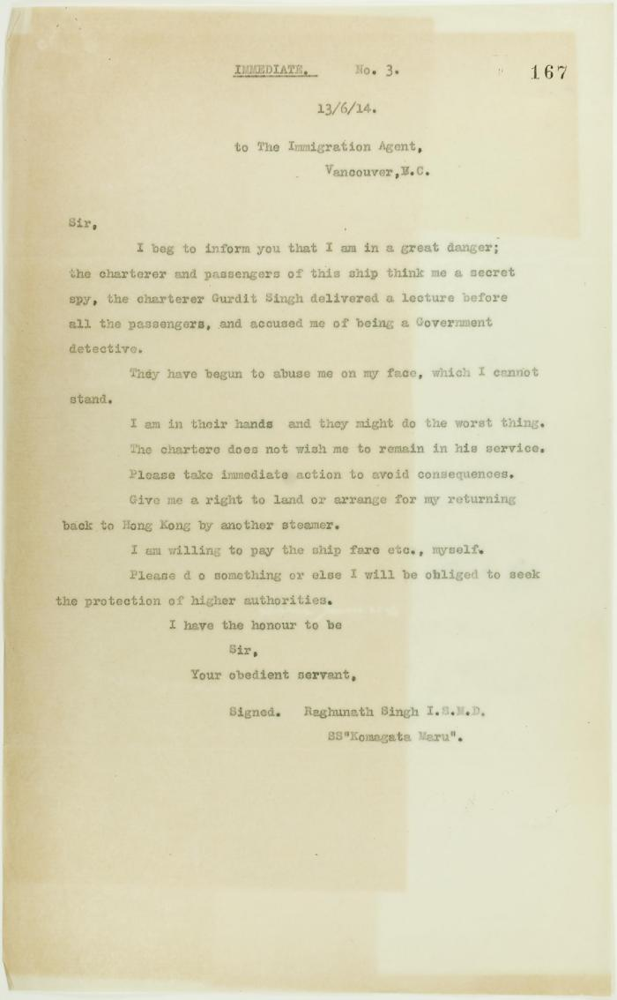 IMMEDIATE. No. 3. 167
13/6/14.
to The Immigration Agent,
Vancouver, B.C.
Sir,
I beg to inform you that I am in a great danger;
the charterer and passengers of this ship think me a secret
spy, the charterer Gurdit Singh delivered a lecture before
all the passengers, and accused me of being a Government
detective.
They have begun to abuse me on my face, which I cannot
stand.
I am in their hands and they might do the worst thing.
The chartere does not wish me to remain in his service.
Please take immediate action to avoid consequences.
Give me a right to land or arrange for my returning
back to Hong Kong by another steamer.
I am willing to pay the ship fare etc., myself.
Please d o something or else I will be obliged to seek
the protection of higher authorities.
I have the honour to be
Sir,
Your obedient servant,
Signed. Raghunath Singh I.S.M.D.
SS"Komagata Maru".